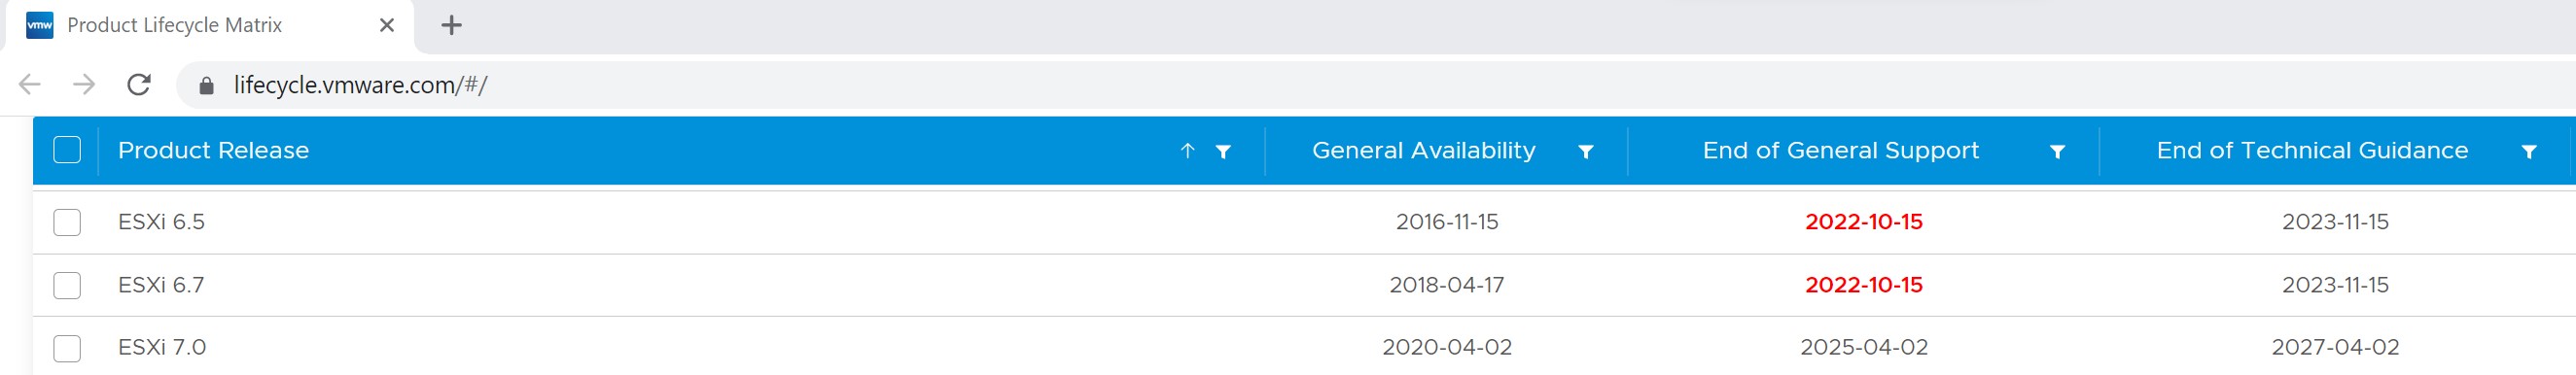 vmw Product Lifecycle Matrix
lifecycle.vmware.com/#/
Product Release General Availability End of General Support End of Technical Guidance
ESXi 6.5 2016-11-15 2022-10-15 2023-11-15
ESXi 6.7 2018-04-17 2022-10-15 2023-11-15
ESXi 7.0 2020-04-02 2025-04-02 2027-04-02